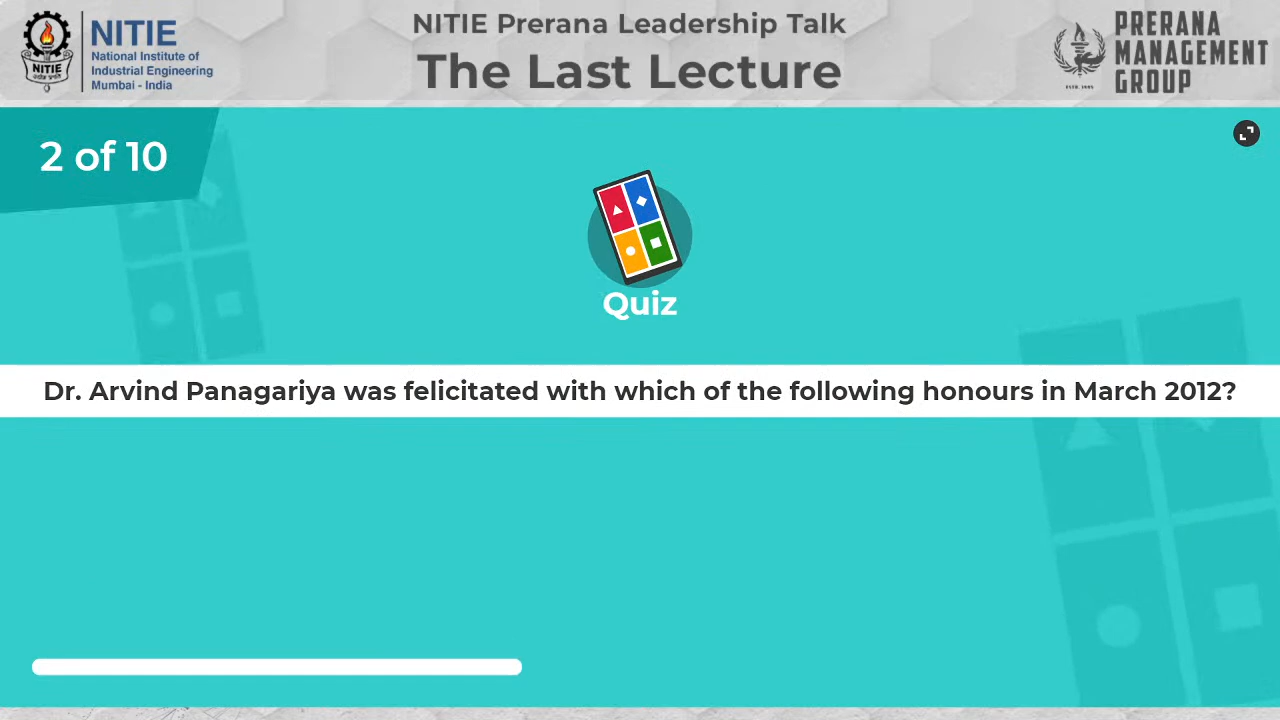 NITIE
National Institute of
Industrial Engineering
Mumbai - India
NITIE
NITIE Prerana Leadership Talk
The Last Lecture
PRERANA
MANAGEMENT
GROUP
2 of 10
Quiz
Dr. Arvind Panagariya was felicitated with which of the following honours in March 2012?